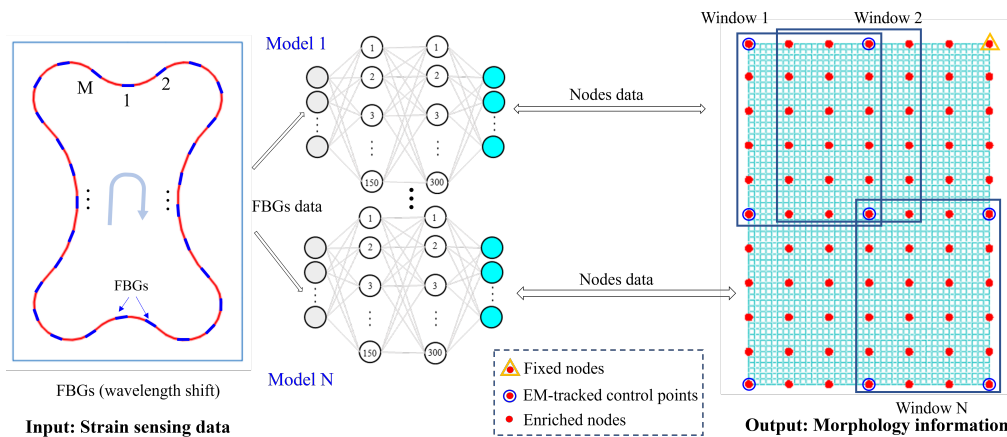 Window 1
Window 2
Model 1
M
1
2
1
1
2
2
3
3
150
300
Nodes data
FBGs data
FBGs
1
1
2
2
3
3
150
300
Nodes data
Model N
Fixed nodes
EM-tracked control points
Enriched nodes
Window N
FBGs (wavelength shift)
Input: Strain sensing data
Output: Morphology information